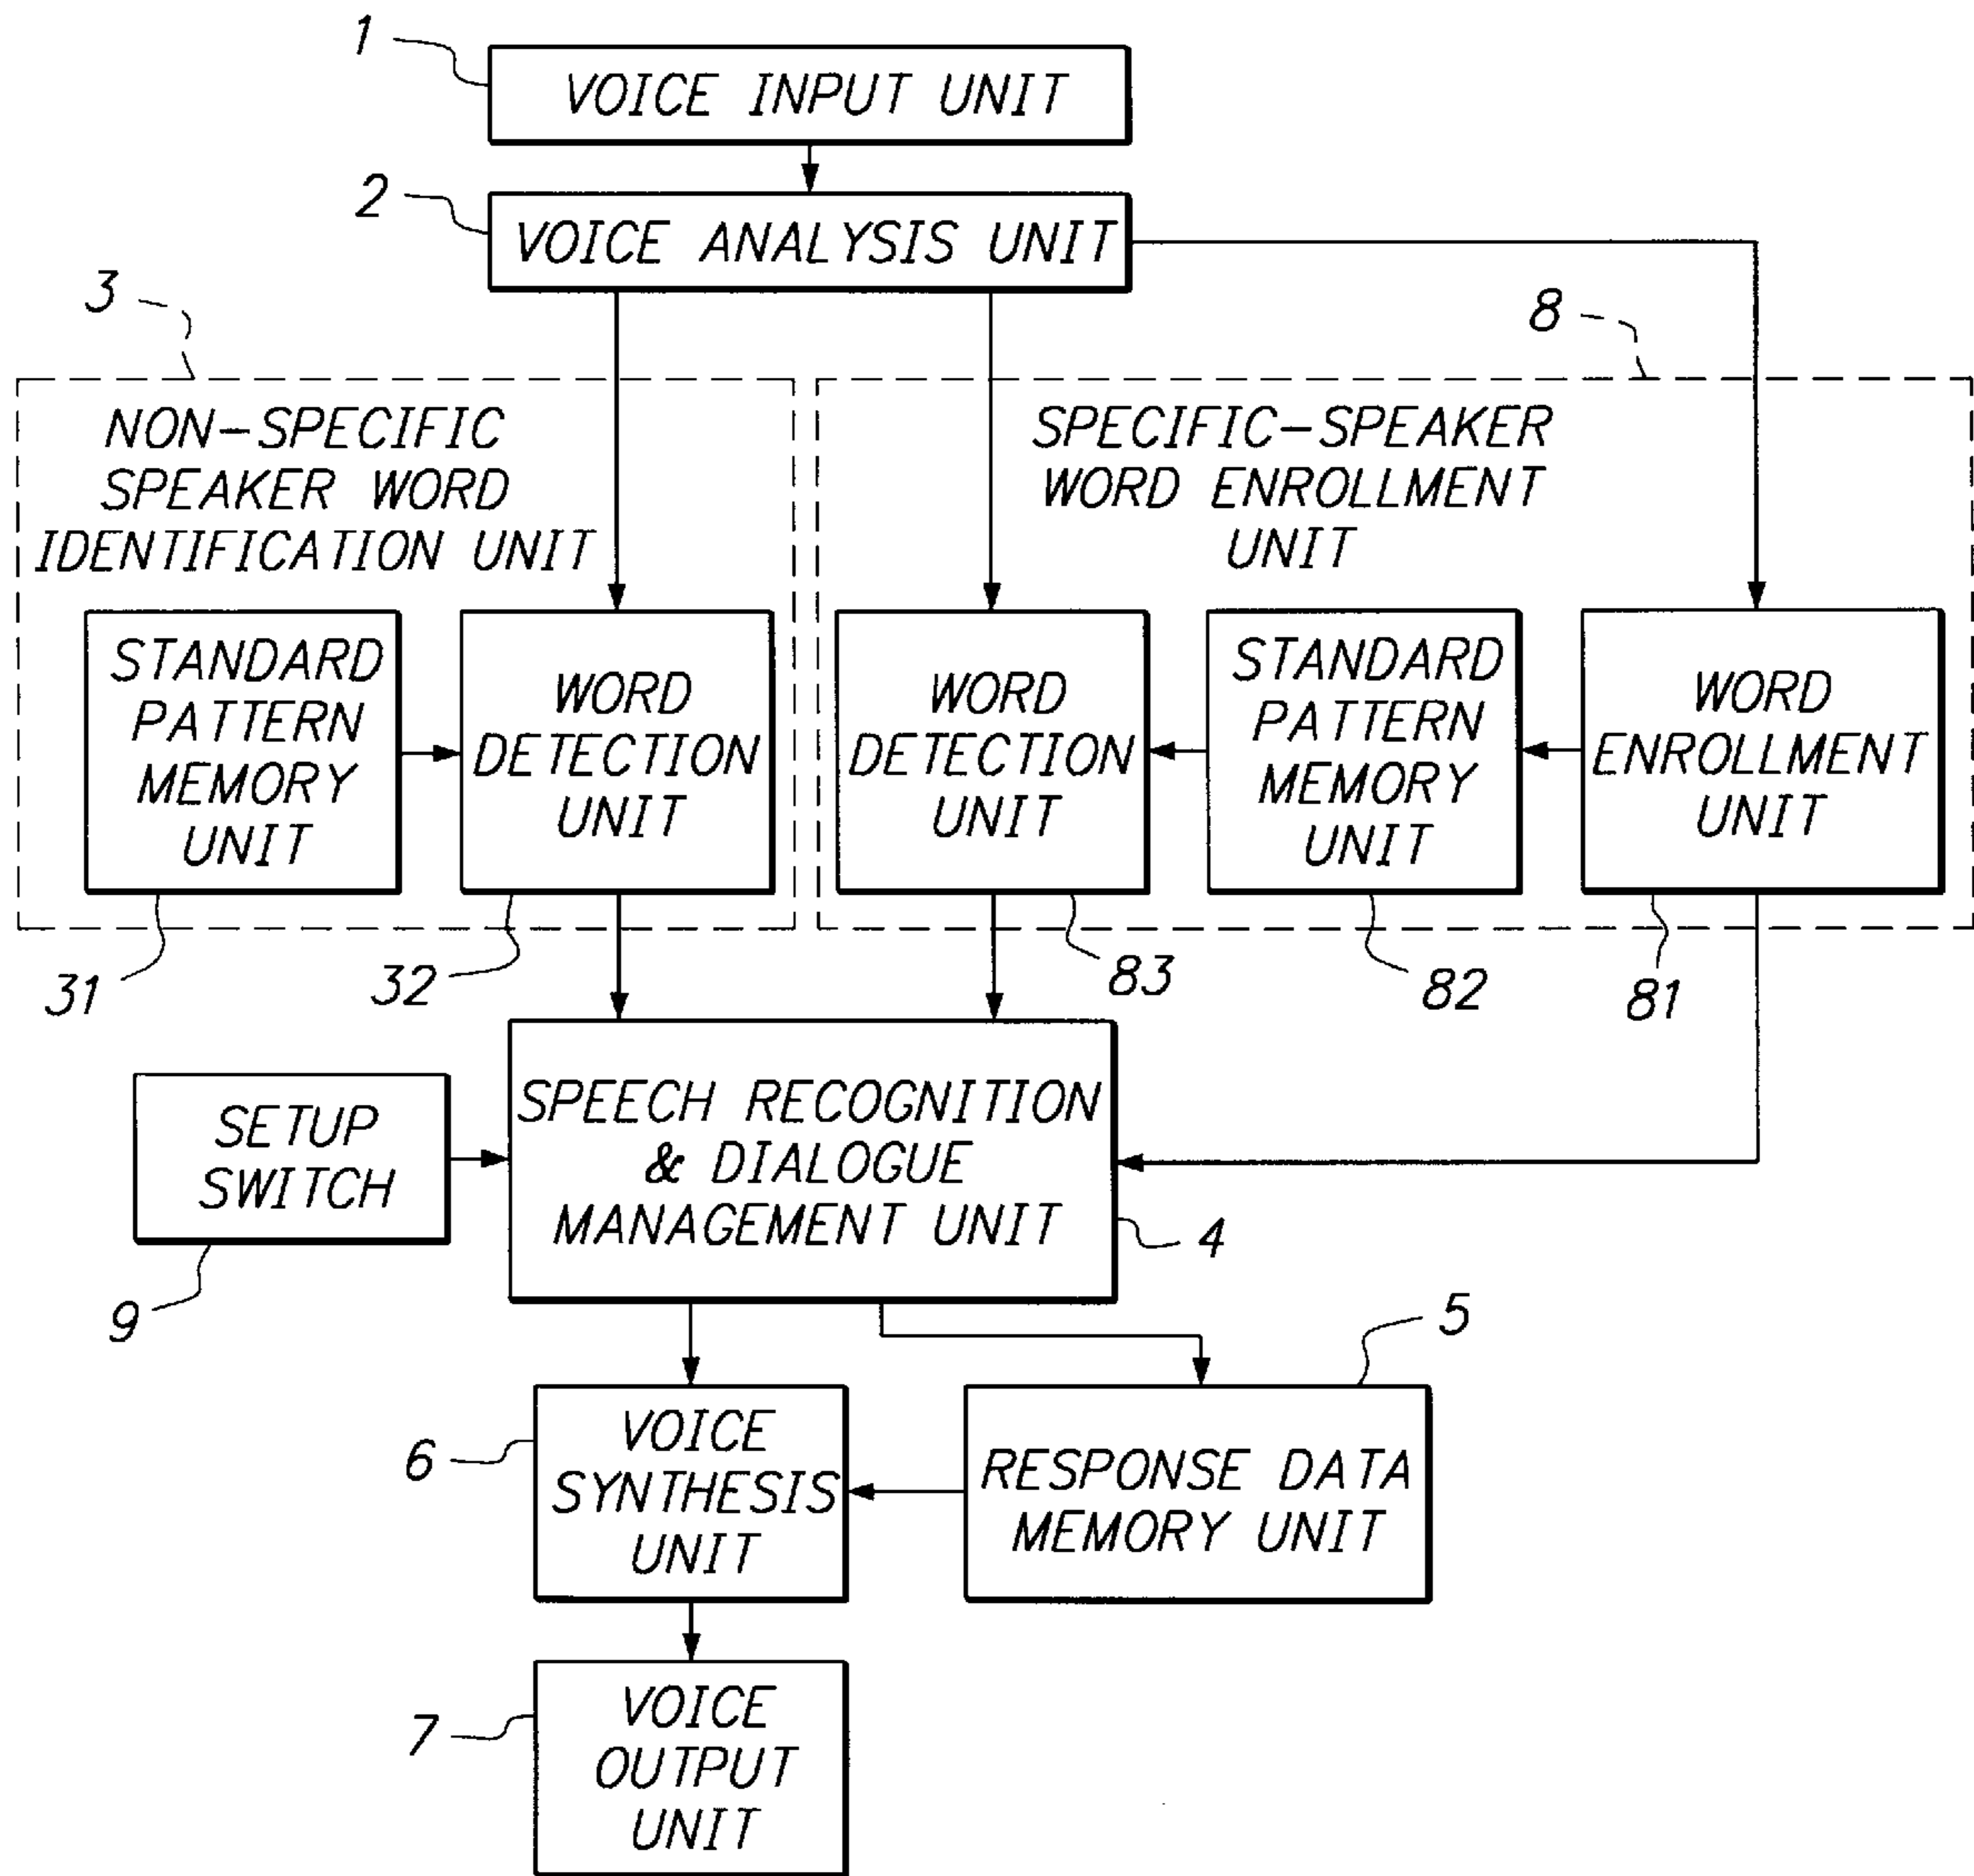 1
VOICE INPUT UNIT
2
VOICE ANALYSIS UNIT
3
8
NON-SPECIFIC
SPEAKER WORD
IDENTIFICATION UNIT
SPECIFIC-SPEAKER
WORD ENROLLMENT
UNIT
STANDARD
PATTERN
MEMORY
UNIT
WORD
DETECTION
UNIT
WORD
DETECTION
UNIT
STANDARD
PATTERN
MEMORY
UNIT
WORD
ENROLLMENT
UNIT
31
32
83
82
81
SETUP
SWITCH
9
SPEECH RECOGNITION
& DIALOGUE
MANAGEMENT UNIT
4
5
6
VOICE
SYNTHESIS
UNIT
RESPONSE DATA
MEMORY UNIT
7
VOICE
OUTPUT
UNIT